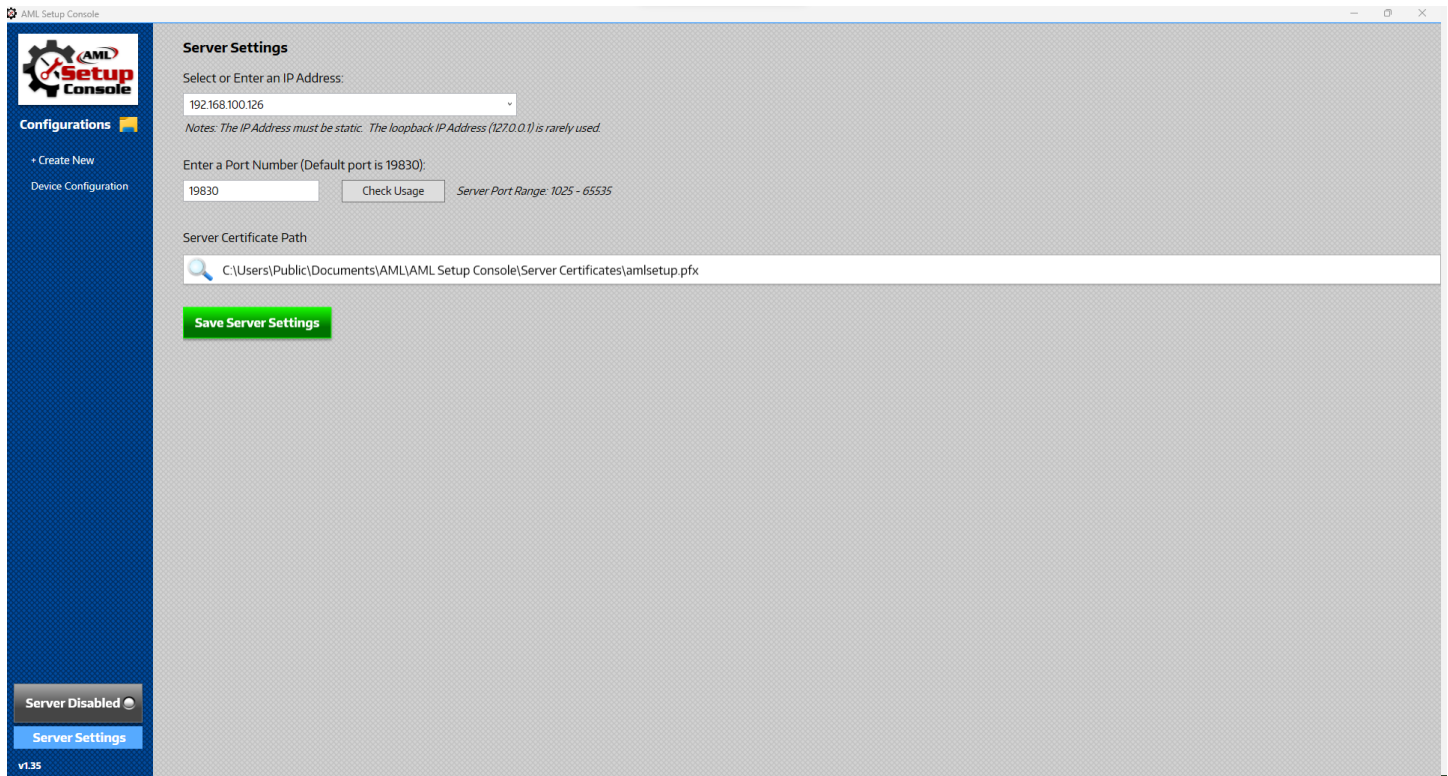 AML Setup Console
AML
Setup
Console
Configurations
+ Create New
Device Configuration
Server Settings
Select or Enter an IP Address:
192.168.100.126
Notes: The IP Address must be static. The loopback IP Address (127.0.0.1) is rarely used.
Enter a Port Number (Default port is 19830):
19830
Check Usage
Server Port Range: 1025 - 65535
Server Certificate Path
C:\Users\Public\Documents\AML\AML Setup Console\Server Certificates\amlsetup.pfx
Save Server Settings
Server Disabled
Server Settings
v1.35